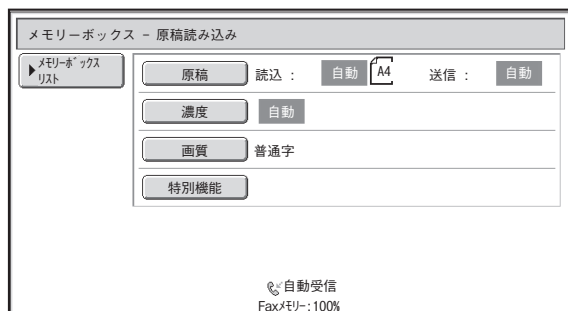 メモリーボックス - 原稿読み込み
ﾒﾓﾘｰﾎﾞｯｸｽ
ﾘｽﾄ
原稿 読込 : 自動 A4 送信 : 自動
濃度 自動
画質 普通字
特別機能
自動受信
Faxﾒﾓﾘｰ:100%